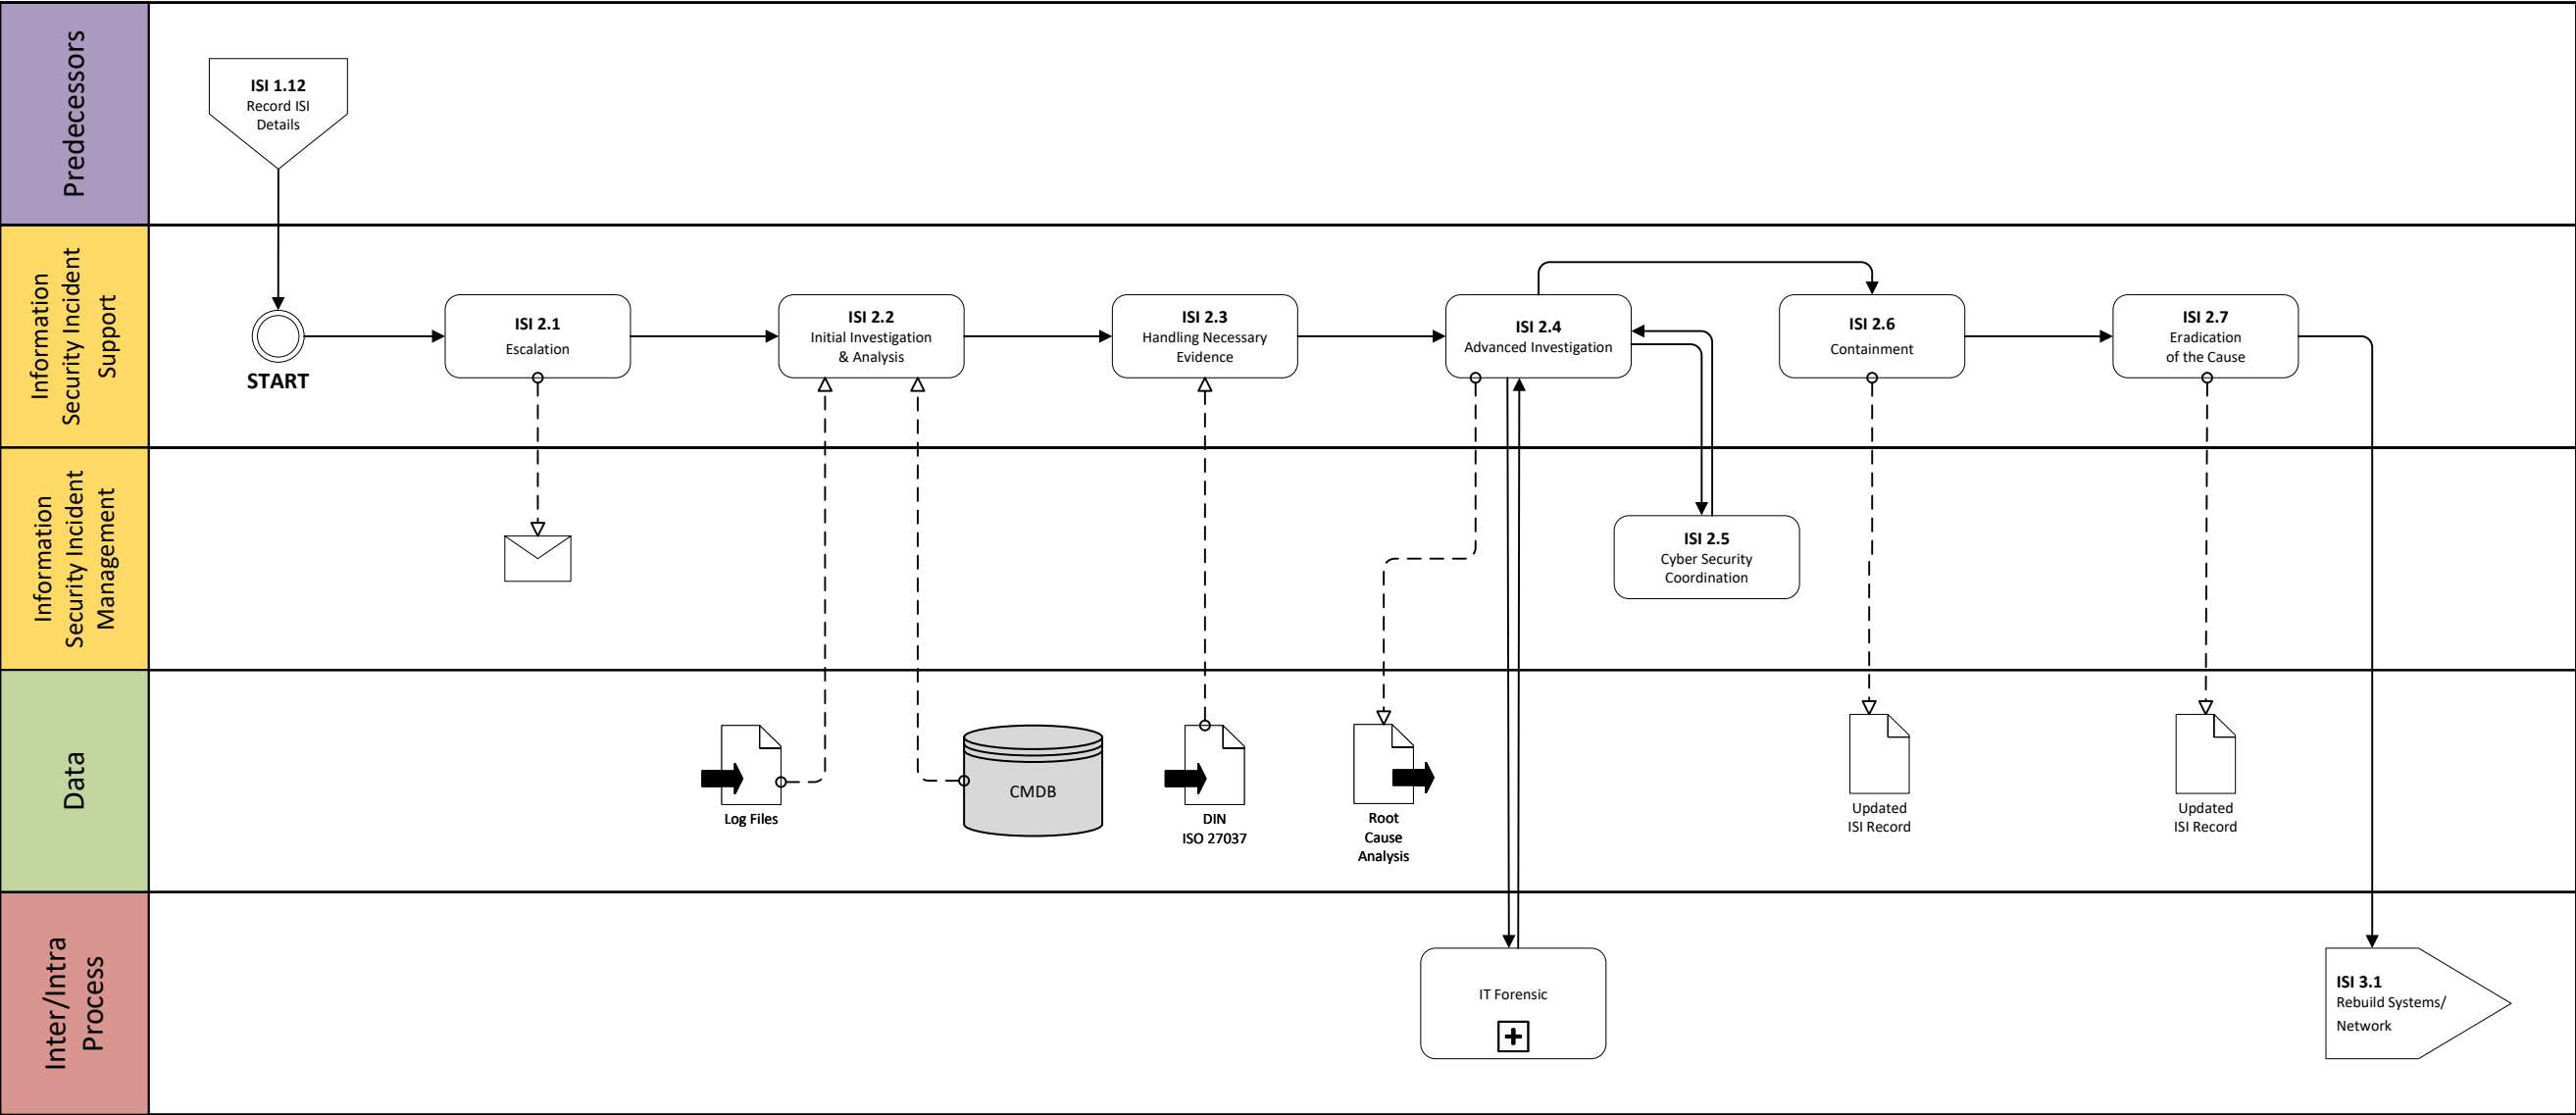 Predecessors
ISI 1.12
Record ISI
Details
Information
Security Incident
Support
START
ISI 2.1
Escalation
ISI 2.2
Initial Investigation
& Analysis
ISI 2.3
Handling Necessary
Evidence
ISI 2.4
Advanced Investigation
ISI 2.6
Containment
ISI 2.7
Eradication
of the Cause
Information
Security Incident
Management
ISI 2.5
Cyber Security
Coordination
Data
Log Files
CMDB
DIN
ISO 27037
Root
Cause
Analysis
Updated
ISI Record
Updated
ISI Record
Inter/Intra
Process
IT Forensic
ISI 3.1
Rebuild Systems/
Network